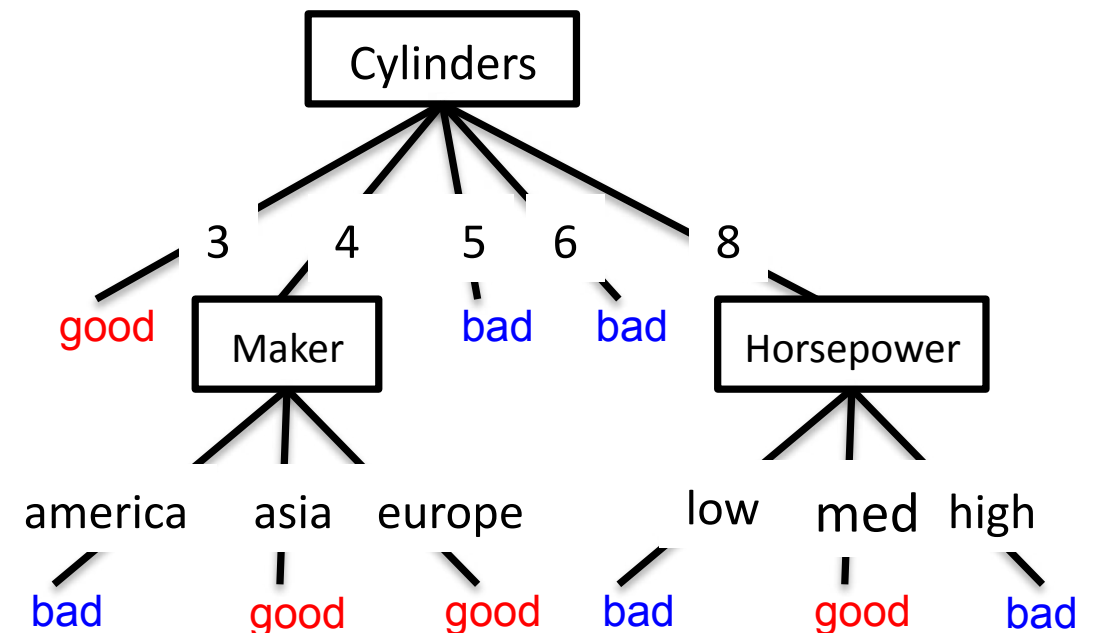 Cylinders
3 4 5 6 8
good Maker bad bad Horsepower
america asia europe low med high
bad good good bad good bad